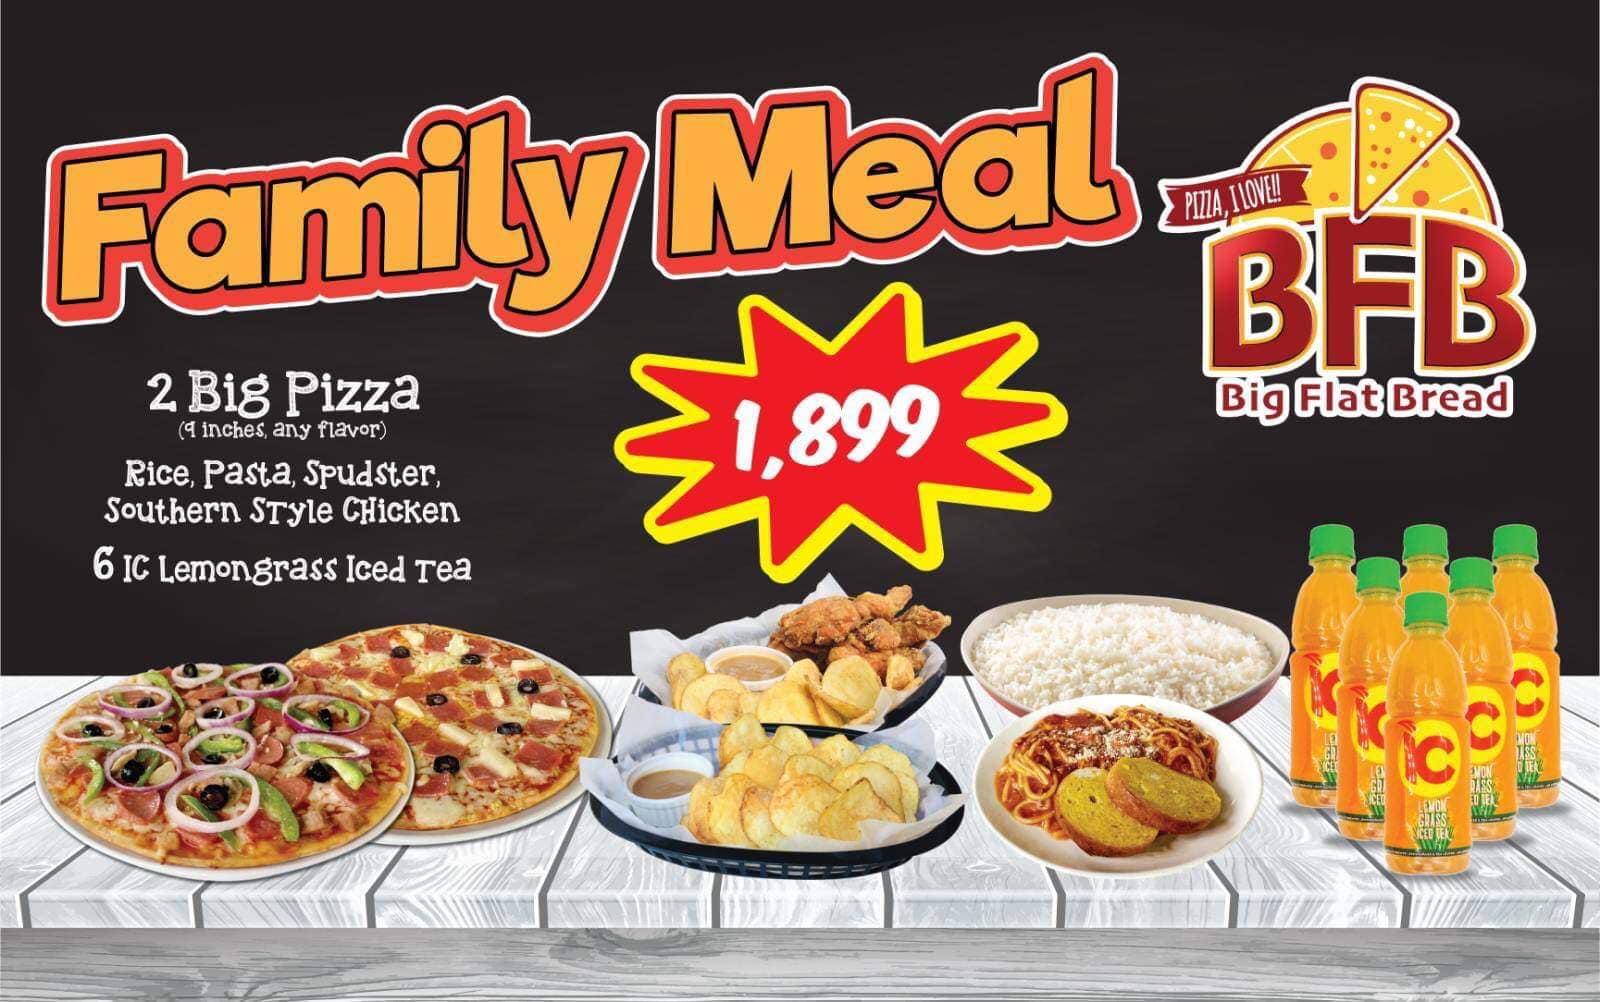 Family Meal
PIZZA, I LOVE!!
BFB
Big Flat Bread
1,899
2 Big Pizza
(9 inches, any flavor)
Rice, Pasta, Spudster,
Southern Style Chicken
6 IC Lemongrass Iced Tea
IC
LEMON
GRASS
ICED TEA